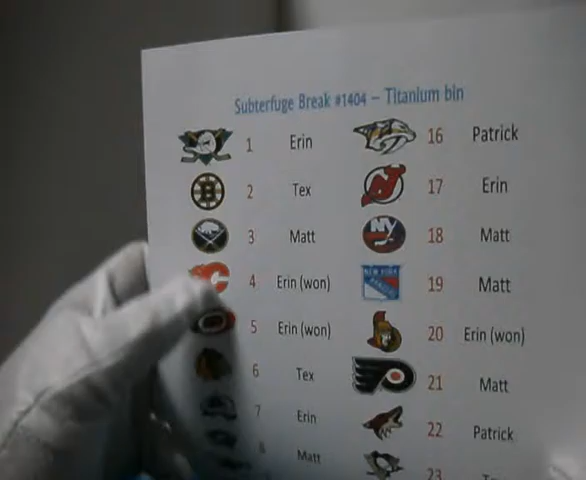 Subterfuge Break #1404 – Titanium bin
1 Erin
2 Tex
3 Matt
4 Erin (won)
5 Erin (won)
6 Tex
7 Erin
8 Matt
16 Patrick
17 Erin
18 Matt
NEW YORK
19 Matt
20 Erin (won)
21 Matt
22 Patrick
23